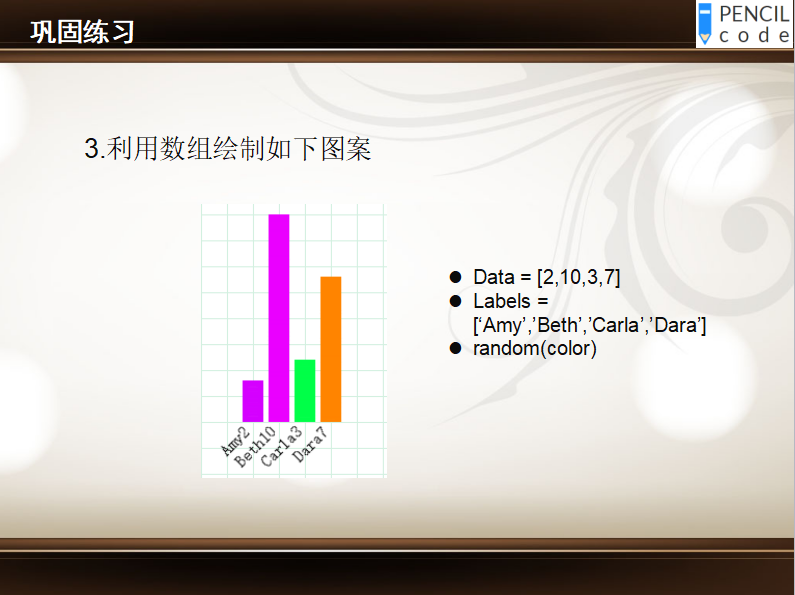 巩固练习
PENCIL
code
3.利用数组绘制如下图案
Data = [2,10,3,7]
Labels =
[‘Amy’,’Beth’,’Carla’,’Dara’]
random(color)
Amy2
Beth10
Carla3
Dara7